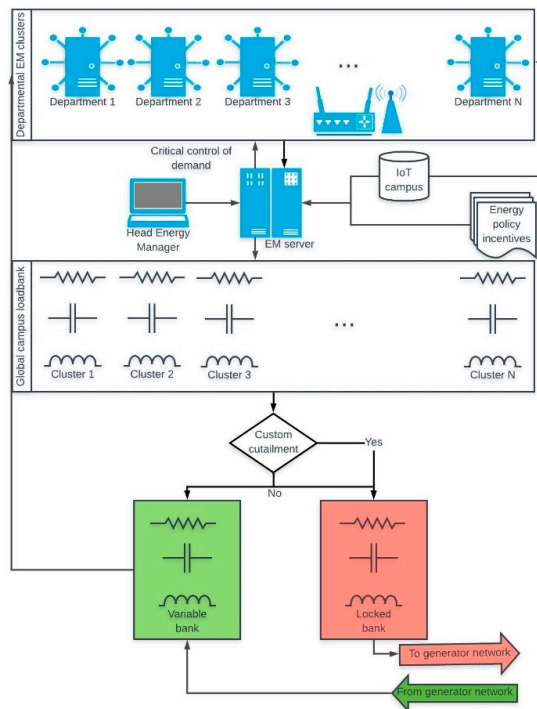 Departmental EM clusters
Department 1
Department 2
Department 3
...
Department N
Critical control of
demand
IoT
campus
Energy
policy
incentives
Head Energy
Manager
EM server
Global campus loadbank
Cluster 1
Cluster 2
Cluster 3
...
Cluster N
Custom
cutailment
Yes
No
Variable
bank
Locked
bank
To generator network
From generator network